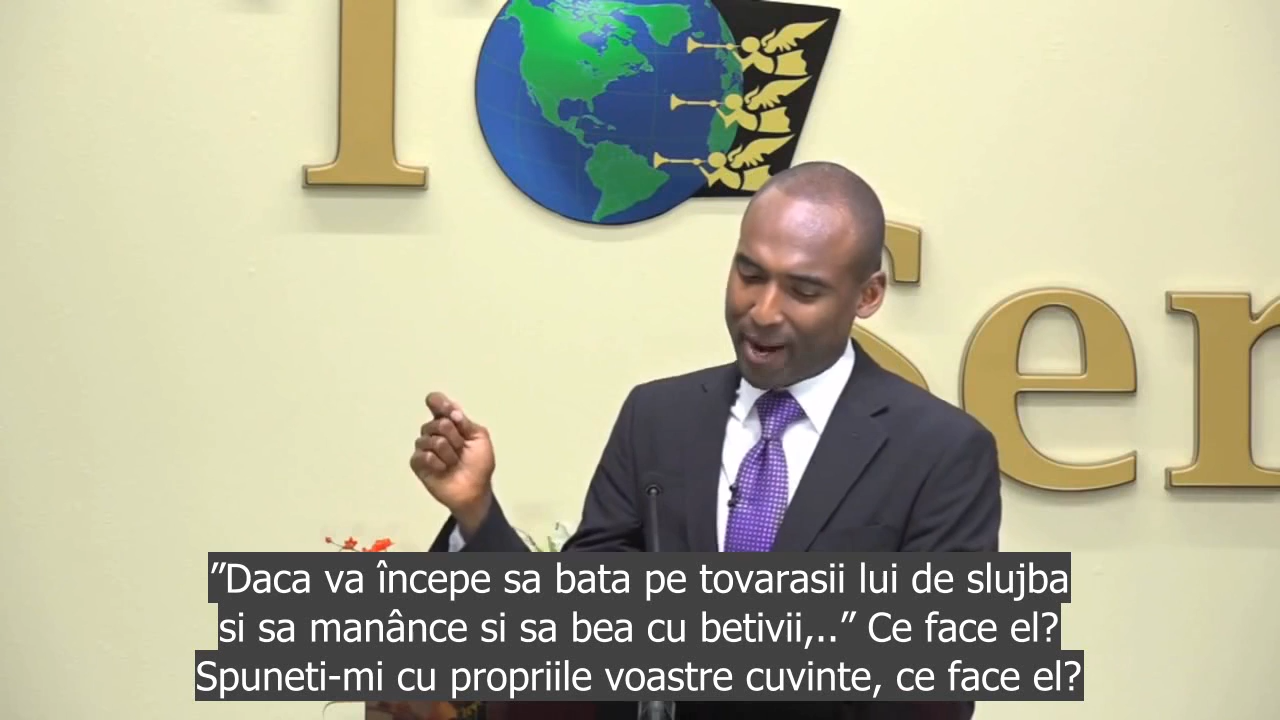 T
Ser
”Daca va începe sa bata pe tovarasii lui de slujba
si sa manânce si sa bea cu betivii,..” Ce face el?
Spuneti-mi cu propriile voastre cuvinte, ce face el?